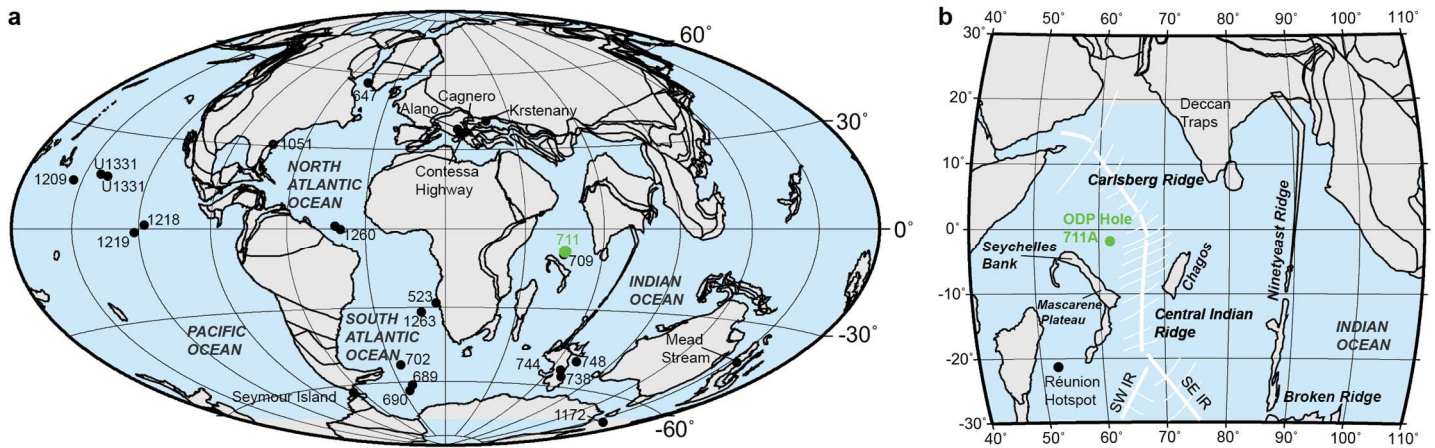 a
60°
30°
0°
-30°
-60°
647
Cagnero
Alano
Krstenany
1051
U1331
U1331
1209
NORTH
ATLANTIC
OCEAN
Contessa
Highway
1218
1219
1260
711
709
INDIAN
OCEAN
523
1263
SOUTH
ATLANTIC
OCEAN
PACIFIC
OCEAN
702
689
690
744
748
738
Mead
Stream
Seymour Island
1172
b
40° 50° 60° 70° 80° 90° 100° 110°
30°
20°
10°
0°
-10°
-20°
-30°
Deccan
Traps
Carlsberg Ridge
ODP Hole
711A
Seychelles
Bank
Chagos
Ninetyeast Ridge
Mascarene
Plateau
Central Indian
Ridge
INDIAN
OCEAN
Réunion
Hotspot
SW IR
SE IR
Broken Ridge
40° 50° 60° 70° 80° 90° 100° 110°